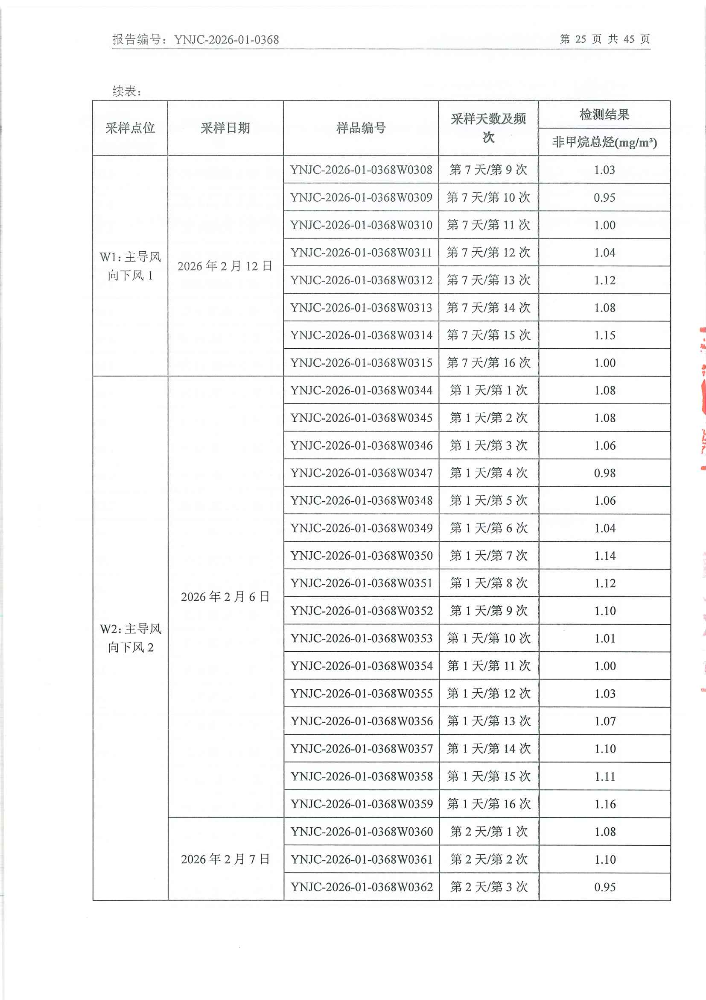 报告编号：YNJC-2026-01-0368
第 25 页 共 45 页
续表：
采样点位 采样日期 样品编号 采样天数及频次 检测结果
非甲烷总烃(mg/m³)
W1：主导风
向下风 1
2026 年 2 月 12 日
YNJC-2026-01-0368W0308 第 7 天/第 9 次 1.03
YNJC-2026-01-0368W0309 第 7 天/第 10 次 0.95
YNJC-2026-01-0368W0310 第 7 天/第 11 次 1.00
YNJC-2026-01-0368W0311 第 7 天/第 12 次 1.04
YNJC-2026-01-0368W0312 第 7 天/第 13 次 1.12
YNJC-2026-01-0368W0313 第 7 天/第 14 次 1.08
YNJC-2026-01-0368W0314 第 7 天/第 15 次 1.15
YNJC-2026-01-0368W0315 第 7 天/第 16 次 1.00
W2：主导风
向下风 2
2026 年 2 月 6 日
YNJC-2026-01-0368W0344 第 1 天/第 1 次 1.08
YNJC-2026-01-0368W0345 第 1 天/第 2 次 1.08
YNJC-2026-01-0368W0346 第 1 天/第 3 次 1.06
YNJC-2026-01-0368W0347 第 1 天/第 4 次 0.98
YNJC-2026-01-0368W0348 第 1 天/第 5 次 1.06
YNJC-2026-01-0368W0349 第 1 天/第 6 次 1.04
YNJC-2026-01-0368W0350 第 1 天/第 7 次 1.14
YNJC-2026-01-0368W0351 第 1 天/第 8 次 1.12
YNJC-2026-01-0368W0352 第 1 天/第 9 次 1.10
YNJC-2026-01-0368W0353 第 1 天/第 10 次 1.01
YNJC-2026-01-0368W0354 第 1 天/第 11 次 1.00
YNJC-2026-01-0368W0355 第 1 天/第 12 次 1.03
YNJC-2026-01-0368W0356 第 1 天/第 13 次 1.07
YNJC-2026-01-0368W0357 第 1 天/第 14 次 1.10
YNJC-2026-01-0368W0358 第 1 天/第 15 次 1.11
YNJC-2026-01-0368W0359 第 1 天/第 16 次 1.16
2026 年 2 月 7 日
YNJC-2026-01-0368W0360 第 2 天/第 1 次 1.08
YNJC-2026-01-0368W0361 第 2 天/第 2 次 1.10
YNJC-2026-01-0368W0362 第 2 天/第 3 次 0.95